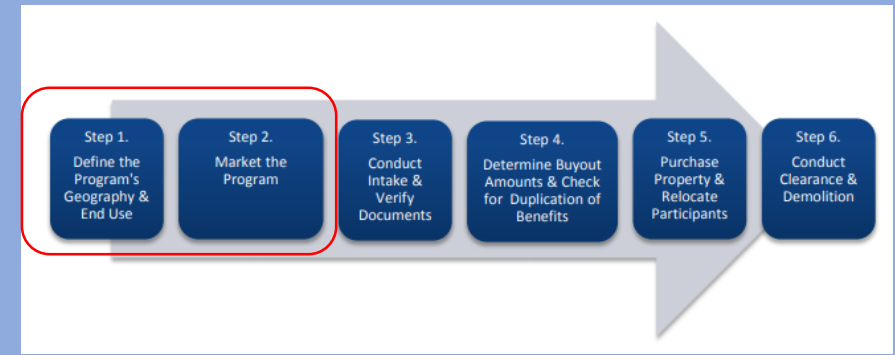 Step 1.
Define the
Program's
Geography &
End Use
Step 2.
Market the
Program
Step 3.
Conduct
Intake &
Verify
Documents
Step 4.
Determine Buyout
Amounts & Check
for Duplication of
Benefits
Step 5.
Purchase
Property &
Relocate
Participants
Step 6.
Conduct
Clearance &
Demolition